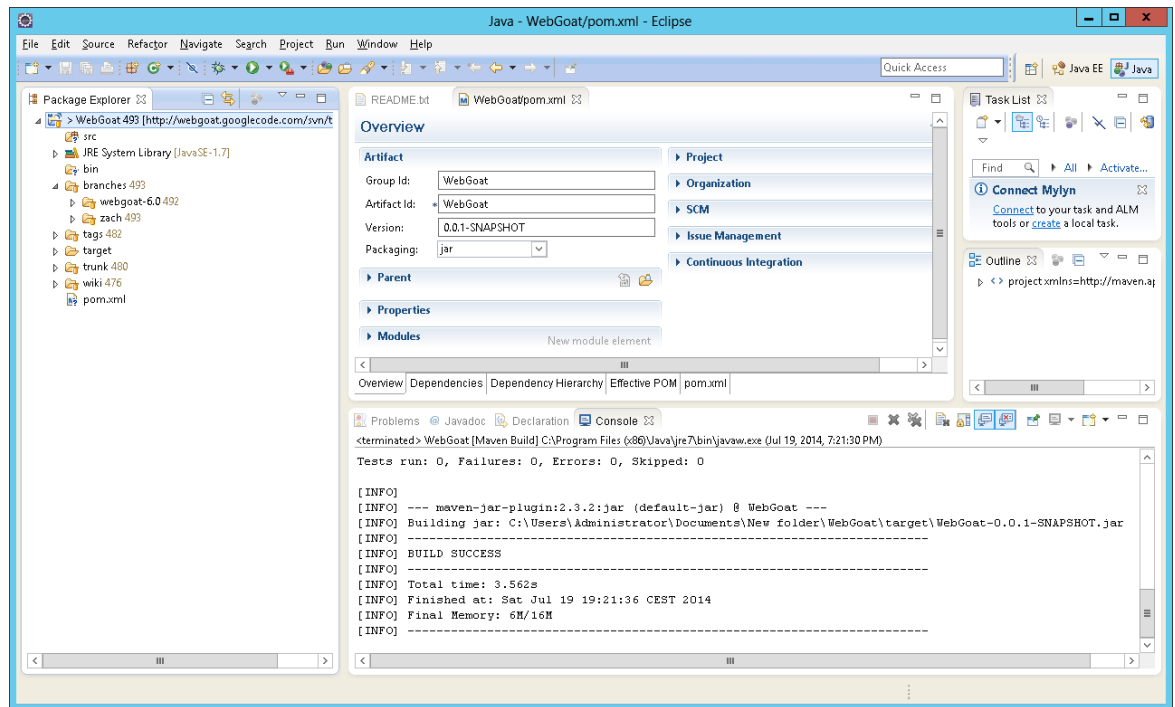 Java - WebGoat/pom.xml - Eclipse
File Edit Source Refactor Navigate Search Project Run Window Help
Quick Access
Java EE
Java
Package Explorer
> WebGoat 493 [http://webgoat.googlecode.com/svn/t
src
JRE System Library [JavaSE-1.7]
bin
branches 493
webgoat-6.0 492
zach 493
tags 482
target
trunk 480
wiki 476
pom.xml
README.txt
WebGoat/pom.xml
Overview
Artifact
Group Id: WebGoat
Artifact Id: * WebGoat
Version: 0.0.1-SNAPSHOT
Packaging: jar
Parent
Properties
Modules
New module element
Project
Organization
SCM
Issue Management
Continuous Integration
Overview Dependencies Dependency Hierarchy Effective POM pom.xml
Task List
Find All Activate...
Connect Mylyn
Connect to your task and ALM
tools or create a local task.
Outline
project xmlns=http://maven.ap
Problems @ Javadoc Declaration Console
<terminated> WebGoat [Maven Build] C:\Program Files (x86)\Java\jre7\bin\javaw.exe (Jul 19, 2014, 7:21:30 PM)
Tests run: 0, Failures: 0, Errors: 0, Skipped: 0
[INFO]
[INFO] --- maven-jar-plugin:2.3.2:jar (default-jar) @ WebGoat ---
[INFO] Building jar: C:\Users\Administrator\Documents\New folder\WebGoat\target\WebGoat-0.0.1-SNAPSHOT.jar
[INFO] ------------------------------------------------------------------------
[INFO] BUILD SUCCESS
[INFO] ------------------------------------------------------------------------
[INFO] Total time: 3.562s
[INFO] Finished at: Sat Jul 19 19:21:36 CEST 2014
[INFO] Final Memory: 6M/16M
[INFO] ------------------------------------------------------------------------